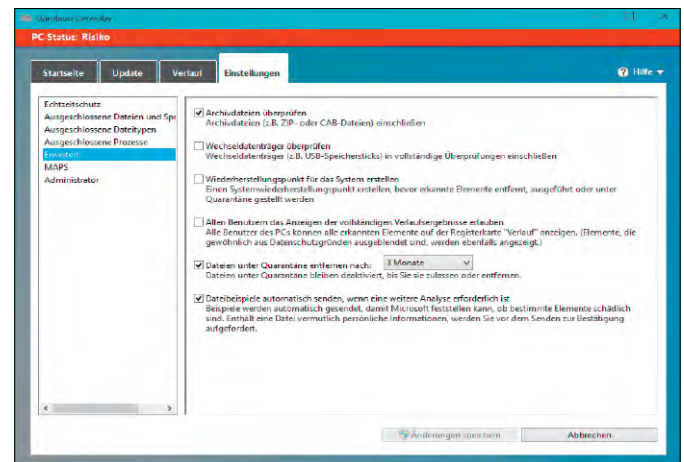 Windows Defender
PC-Status: Risiko
Startseite
Update
Verlauf
Einstellungen
Hilfe
Echtzeitschutz
Ausgeschlossene Dateien und Spe
Ausgeschlossene Dateitypen
Ausgeschlossene Prozesse
Erweitert
MAPS
Administrator
Archivdateien überprüfen
Archivdateien (z.B. ZIP- oder CAB-Dateien) einschließen
Wechseldatenträger überprüfen
Wechseldatenträger (z.B. USB-Speichersticks) in vollständige Überprüfungen einschließen
Wiederherstellungspunkt für das System erstellen
Einen Systemwiederherstellungspunkt erstellen, bevor erkannte Elemente entfernt, ausgeführt oder unter
Quarantäne gestellt werden
Allen Benutzern das Anzeigen der vollständigen Verlaufsergebnisse erlauben
Alle Benutzer des PCs können alle erkannten Elemente auf der Registerkarte "Verlauf" anzeigen. (Elemente, die
gewöhnlich aus Datenschutzgründen ausgeblendet sind, werden ebenfalls angezeigt.)
Dateien unter Quarantäne entfernen nach: 3 Monate
Dateien unter Quarantäne bleiben deaktiviert, bis Sie sie zulassen oder entfernen.
Dateibeispiele automatisch senden, wenn eine weitere Analyse erforderlich ist
Beispiele werden automatisch gesendet, damit Microsoft feststellen kann, ob bestimmte Elemente schädlich
sind. Enthält eine Datei vermutlich persönliche Informationen, werden Sie vor dem Senden zur Bestätigung
aufgefordert.
Änderungen speichern
Abbrechen